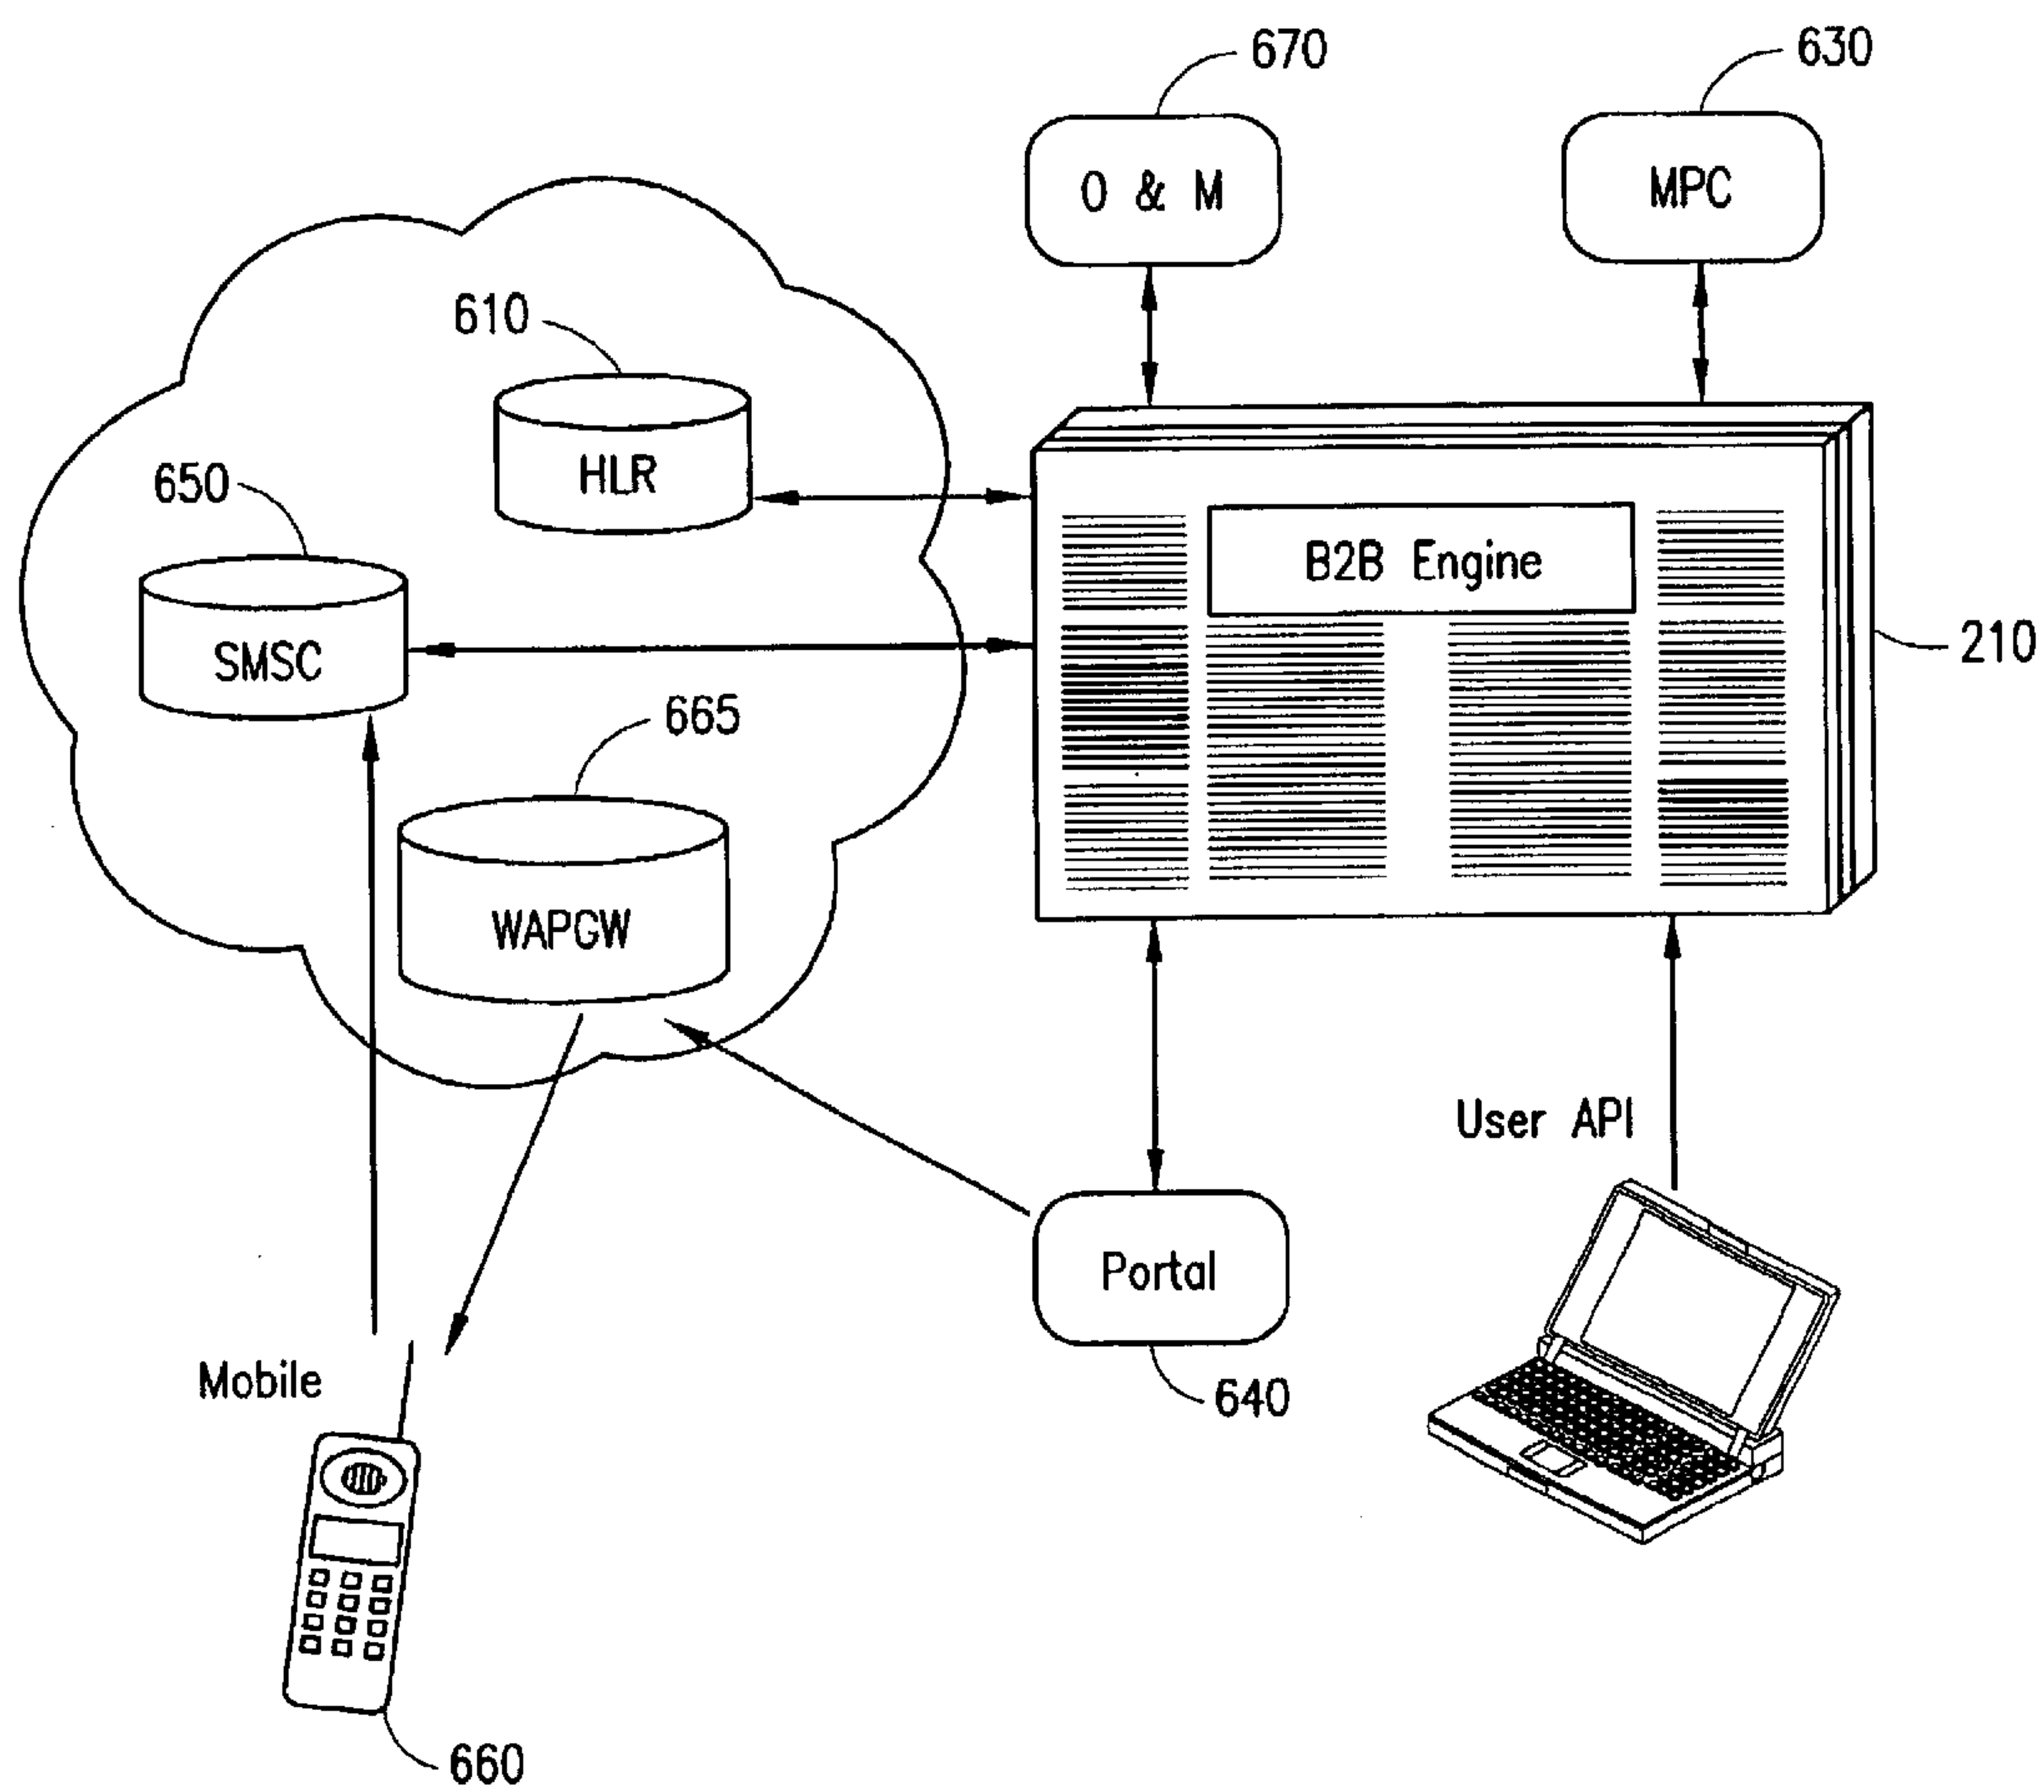 670
630
O & M
MPC
610
HLR
650
B2B Engine
SMSC
210
665
WAPGW
User API
Portal
Mobile
640
660